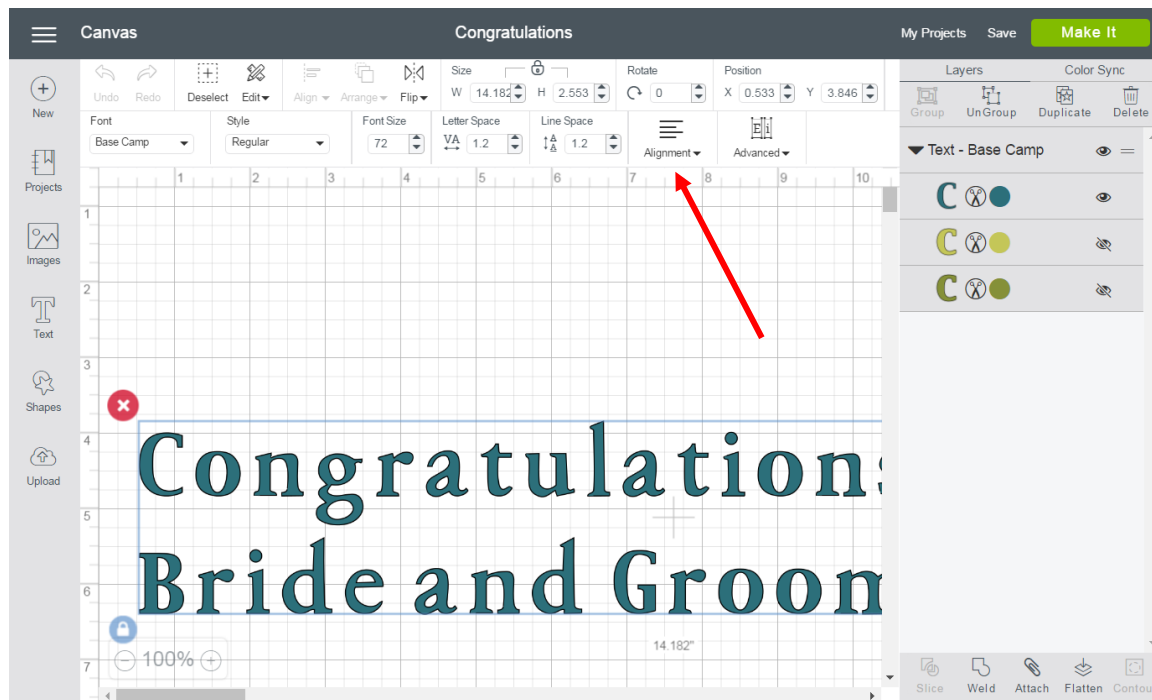 Canvas
Congratulations
My Projects Save Make It
New
Projects
Images
Text
Shapes
Upload
Undo Redo Deselect Edit Align Arrange Flip
Size
W 14.182 H 2.553
Rotate
0
Position
X 0.533 Y 3.846
Font
Base Camp
Style
Regular
Font Size
72
Letter Space
VA 1.2
Line Space
1.2
Alignment
Advanced
1 2 3 4 5 6 7 8 9 10
1
2
3
4
5
6
7
Congratulations
Bride and Groom
14.182"
100%
Layers Color Sync
Group UnGroup Duplicate Delete
Text - Base Camp
C
C
C
Slice Weld Attach Flatten Contou